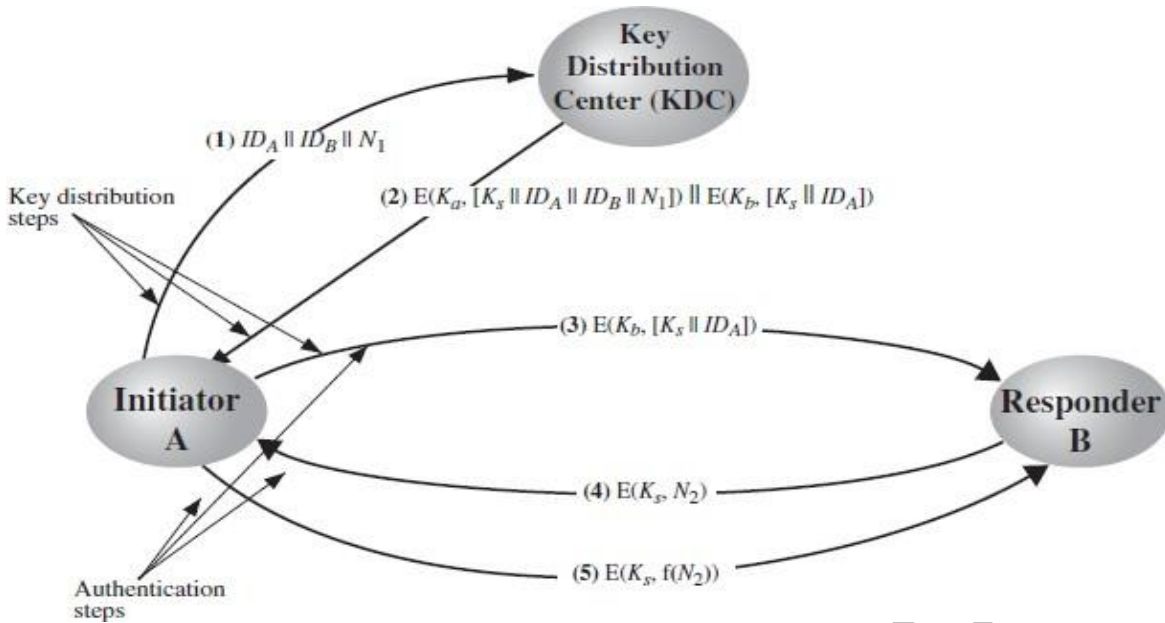 Key
Distribution
Center (KDC)
(1) ID_A || ID_B || N_1
Key distribution
steps
(2) E(K_a, [K_s || ID_A || ID_B || N_1]) || E(K_b, [K_s || ID_A])
(3) E(K_b, [K_s || ID_A])
Initiator
A
Responder
B
(4) E(K_s, N_2)
(5) E(K_s, f(N_2))
Authentication
steps